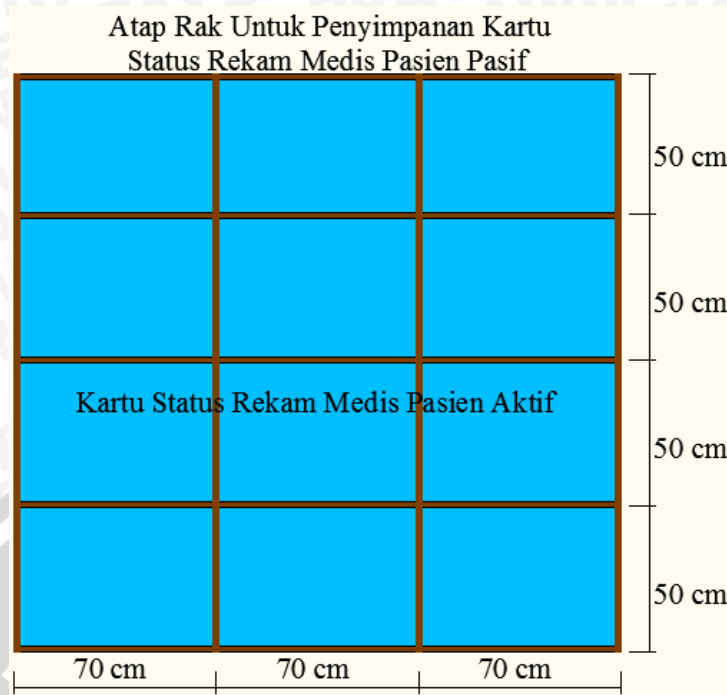 Atap Rak Untuk Penyimpanan Kartu
Status Rekam Medis Pasien Pasif
50 cm
50 cm
Kartu Status Rekam Medis Pasien Aktif
50 cm
50 cm
70 cm 70 cm 70 cm